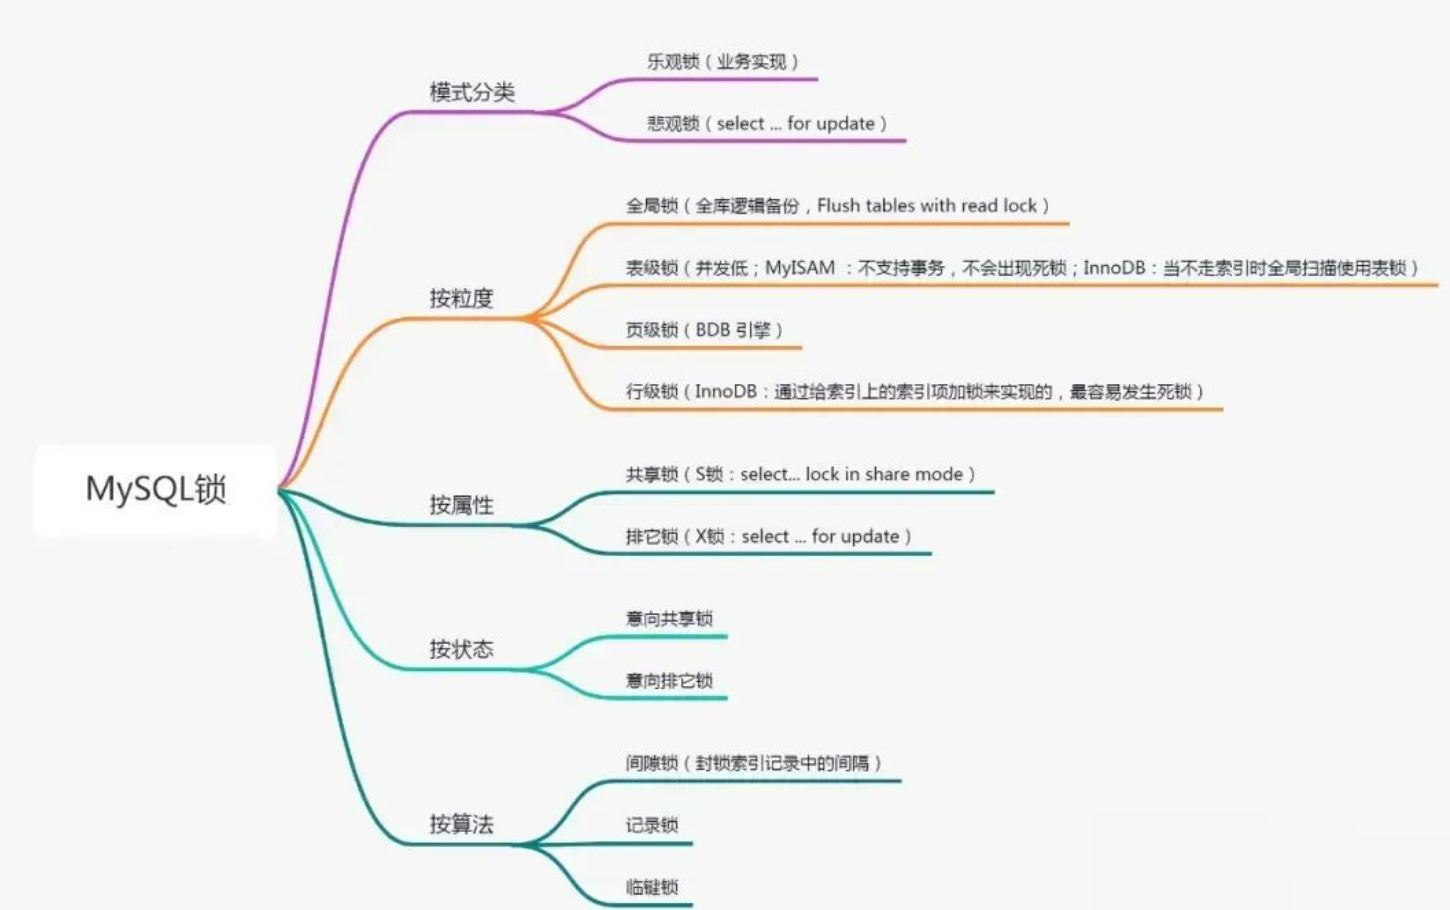 MySQL锁
模式分类
乐观锁（业务实现）
悲观锁（select ... for update）
按粒度
全局锁（全库逻辑备份，Flush tables with read lock）
表级锁（并发低；MyISAM ：不支持事务，不会出现死锁；InnoDB：当不走索引时全局扫描使用表锁）
页级锁（BDB 引擎）
行级锁（InnoDB：通过给索引上的索引项加锁来实现的，最容易发生死锁）
按属性
共享锁（S锁：select... lock in share mode）
排它锁（X锁：select ... for update）
按状态
意向共享锁
意向排它锁
按算法
间隙锁（封锁索引记录中的间隔）
记录锁
临键锁